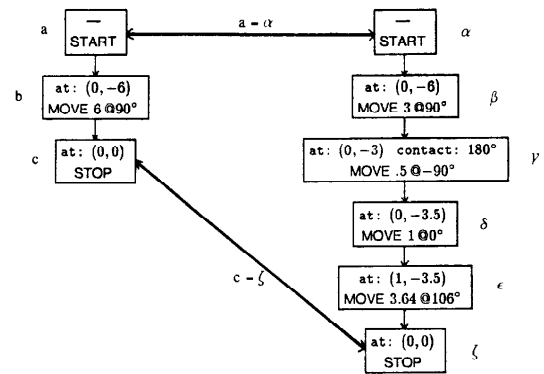 a = α
a
—
START
—
START
α
b
at: (0, −6)
MOVE 6 @90°
at: (0, −6)
MOVE 3 @90°
β
c
at: (0,0)
STOP
at: (0, −3) contact: 180°
MOVE .5 @−90°
γ
at: (0, −3.5)
MOVE 1 @0°
δ
c = ζ
at: (1, −3.5)
MOVE 3.64 @106°
ϵ
at: (0,0)
STOP
ζ